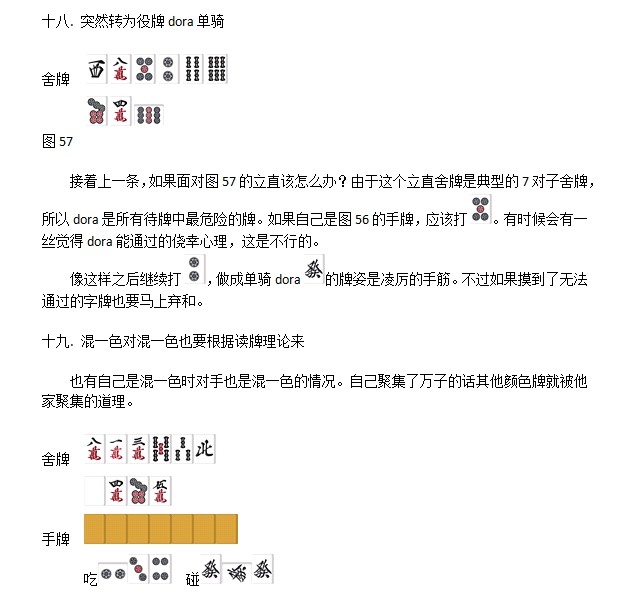 十八. 突然转为役牌 dora 单骑
舍牌 西 八萬
四萬
图 57
接着上一条，如果面对图 57 的立直该怎么办？由于这个立直舍牌是典型的 7 对子舍牌，
所以 dora 是所有待牌中最危险的牌。如果自己是图 56 的手牌，应该打 。有时候会有一
丝觉得 dora 能通过的侥幸心理，这是不行的。
像这样之后继续打 ，做成单骑 dora 發 的牌姿是凌厉的手筋。不过如果摸到了无法
通过的字牌也要马上弃和。
十九. 混一色对混一色也要根据读牌理论来
也有自己是混一色时对手也是混一色的情况。自己聚集了万子的话其他颜色牌就被他
家聚集的道理。
舍牌 八萬 一萬 三萬 北
四萬 伍萬
手牌
吃 碰 發 發 發